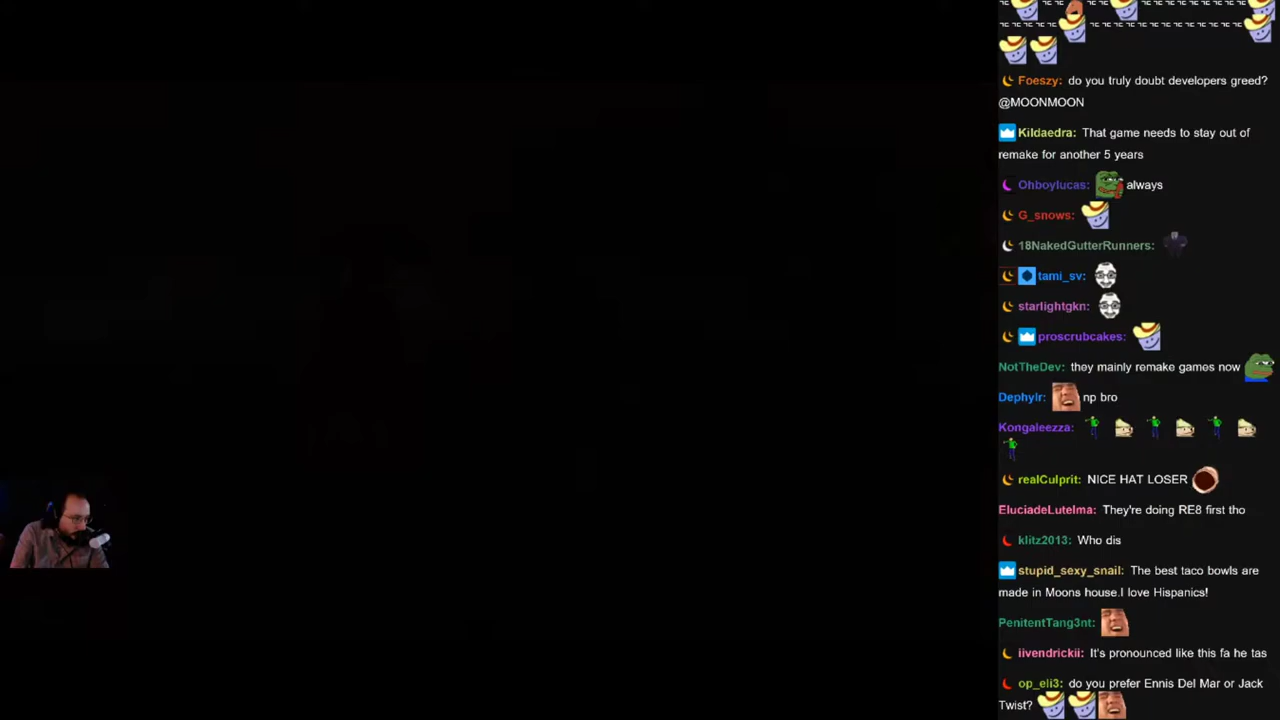 Foeszy: do you truly doubt developers greed?
@MOONMOON
Kildaedra: That game needs to stay out of
remake for another 5 years
Ohboylucas: always
G_snows:
18NakedGutterRunners:
tami_sv:
starlightgkn:
proscrubcakes:
NotTheDev: they mainly remake games now
Dephylr: np bro
Kongaleezza:
realCulprit: NICE HAT LOSER
EluciadeLutelma: They're doing RE8 first tho
klitz2013: Who dis
stupid_sexy_snail: The best taco bowls are
made in Moons house.I love Hispanics!
PenitentTang3nt:
iivendrickii: It's pronounced like this fa he tas
op_eli3: do you prefer Ennis Del Mar or Jack
Twist?